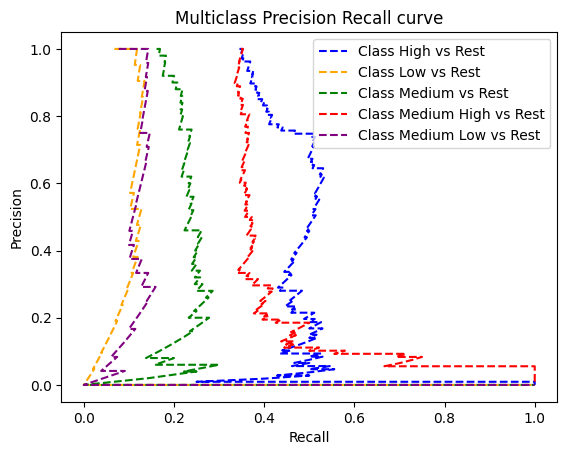 Multiclass Precision Recall curve
Class High vs Rest
Class Low vs Rest
Class Medium vs Rest
Class Medium High vs Rest
Class Medium Low vs Rest
Precision
1.0
0.8
0.6
0.4
0.2
0.0
0.0 0.2 0.4 0.6 0.8 1.0
Recall